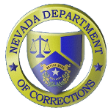 NEVADA DEPARTMENT
OF CORRECTIONS